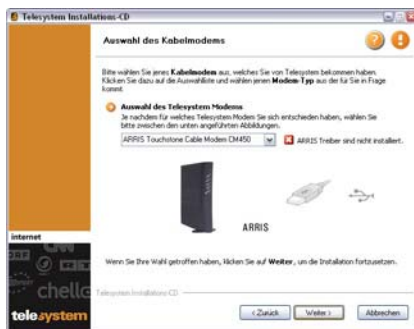 Telesystem Installations-CD
Auswahl des Kabelmodems
Bitte wählen Sie jenes Kabelmodem aus, welches Sie von Telesystem bekommen haben.
Klicken Sie dazu auf die Auswahlliste und wählen jenen Modem-Typ aus der für Sie in Frage
kommt.
Auswahl des Telesystem Modems
Je nachdem für welches Telesystem Modem Sie sich entschieden haben, wählen Sie
bitte zwischen den unten angeführten Abbildungen.
ARRIS Touchstone Cable Modem CM450
ARRIS Treiber sind nicht installiert.
ARRIS
internet
Wenn Sie Ihre Wahl getroffen haben, klicken Sie auf Weiter, um die Installation fortzusetzen.
chello
Telesystem Installations-CD
telesystem
< Zurück
Weiter >
Abbrechen